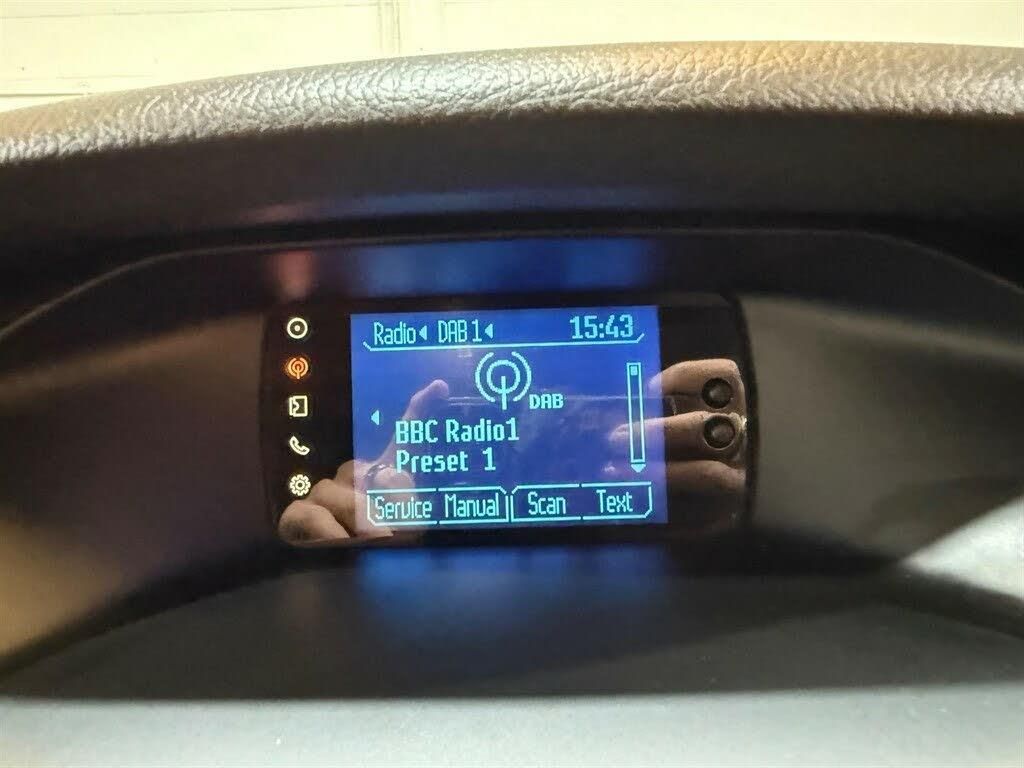 Radio DAB 1 15:43
DAB
BBC Radio1
Preset 1
Service Manual Scan Text